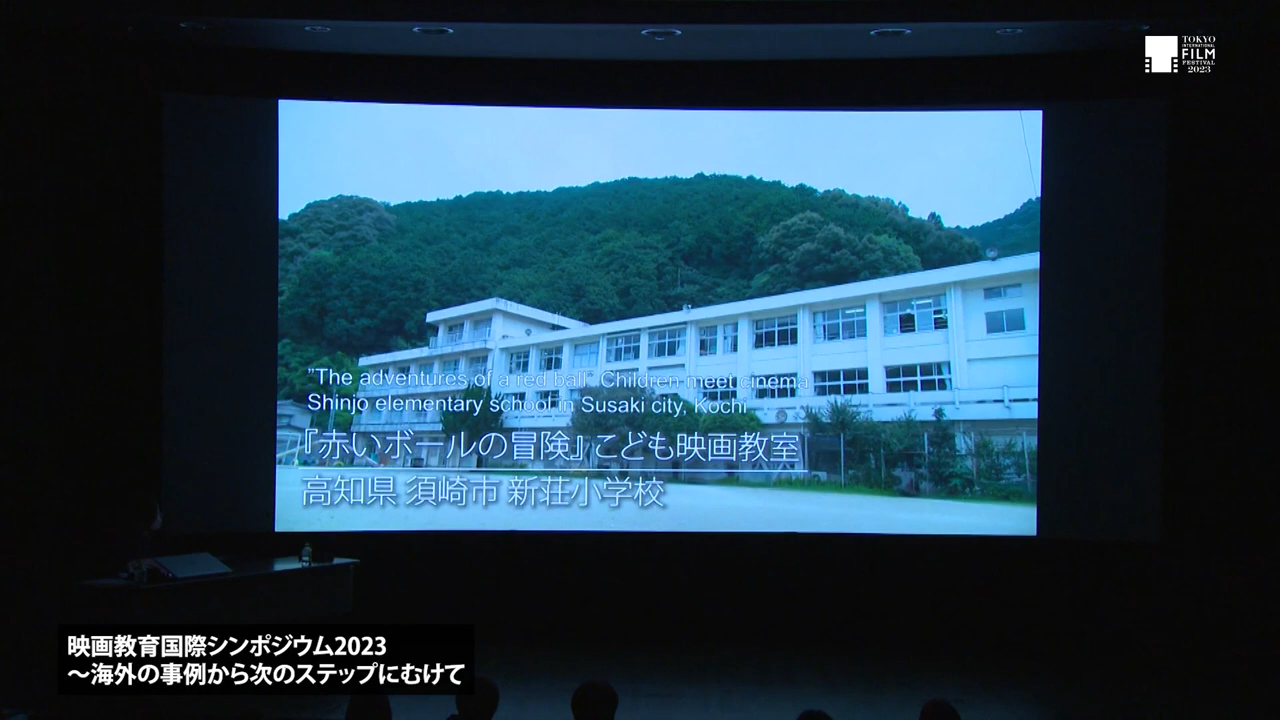 TOKYO
INTERNATIONAL
FILM
FESTIVAL
2023
"The adventures of a red ball" Children meet cinema
Shinjo elementary school in Susaki city, Kochi
『赤いボールの冒険』こども映画教室
高知県 須崎市 新荘小学校
映画教育国際シンポジウム2023
～海外の事例から次のステップにむけて